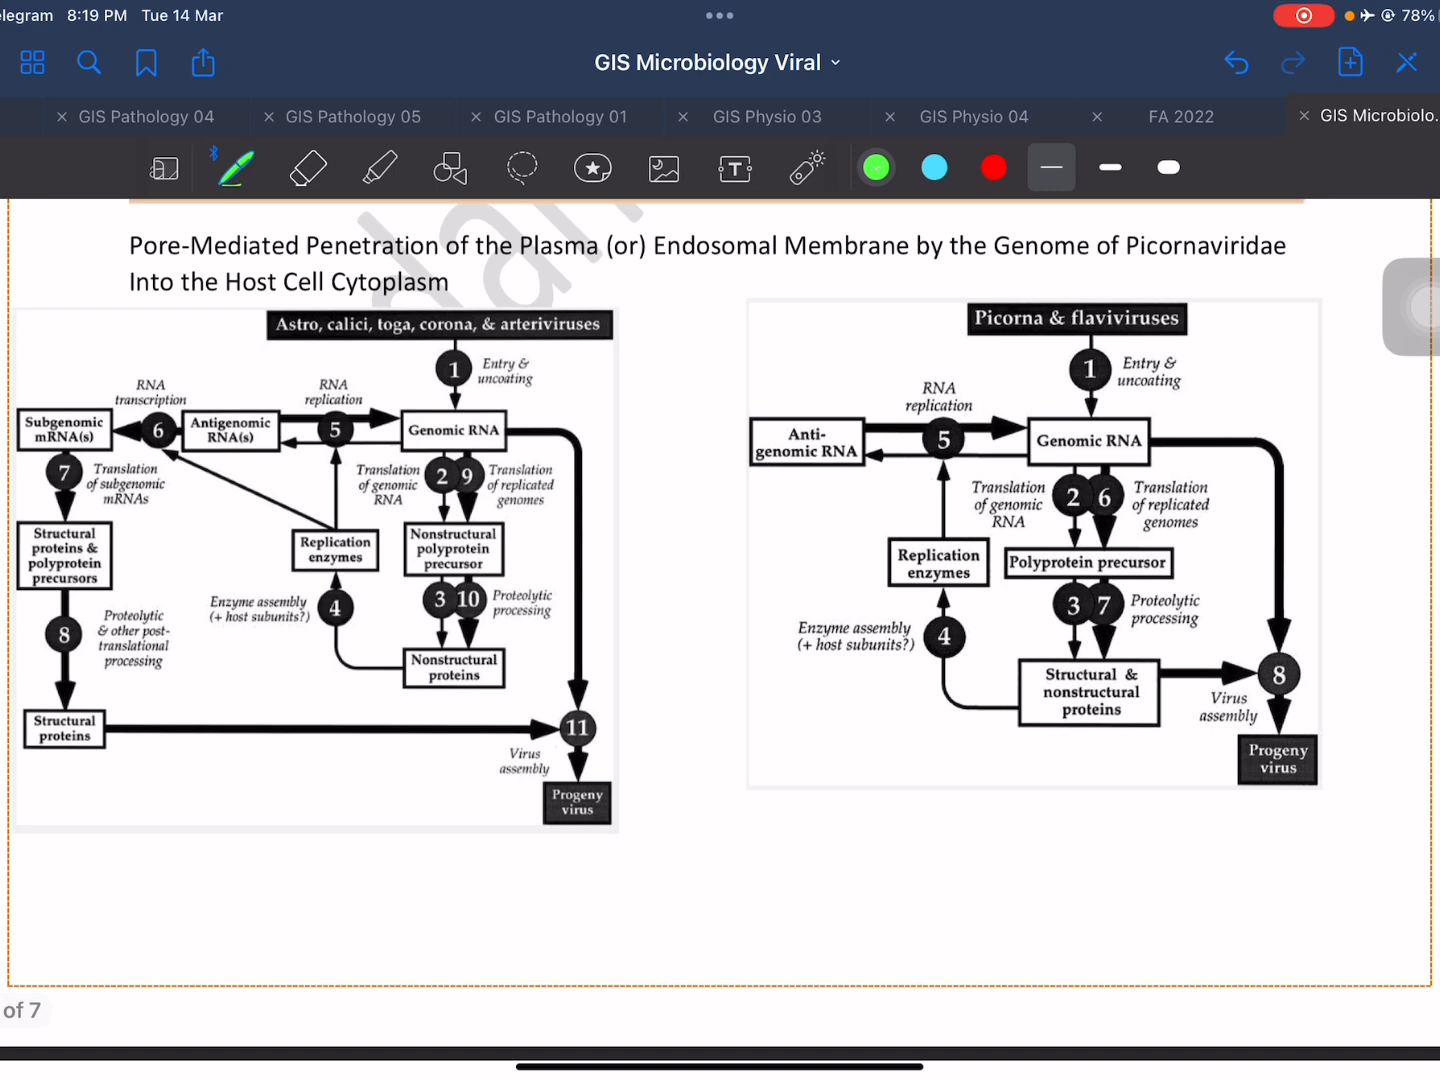 elegram 8:19 PM Tue 14 Mar
78%
GIS Microbiology Viral
GIS Pathology 04
GIS Pathology 05
GIS Pathology 01
GIS Physio 03
GIS Physio 04
FA 2022
GIS Microbiolo.
T
Pore-Mediated Penetration of the Plasma (or) Endosomal Membrane by the Genome of Picornaviridae
Into the Host Cell Cytoplasm
Astro, calici, toga, corona, & arteriviruses
1
Entry &
uncoating
RNA
transcription
RNA
replication
Subgenomic
mRNA(s)
6
Antigenomic
RNA(s)
5
Genomic RNA
7
Translation
of subgenomic
mRNAs
Translation
of genomic
RNA
2
9
Translation
of replicated
genomes
Structural
proteins &
polyprotein
precursors
Replication
enzymes
Nonstructural
polyprotein
precursor
8
Proteolytic
& other post-
translational
processing
Enzyme assembly
(+ host subunits?)
4
3
10
Proteolytic
processing
Nonstructural
proteins
Structural
proteins
11
Virus
assembly
Progeny
virus
Picorna & flaviviruses
1
Entry &
uncoating
RNA
replication
Anti-
genomic RNA
5
Genomic RNA
Translation
of genomic
RNA
2
6
Translation
of replicated
genomes
Replication
enzymes
Polyprotein precursor
3
7
Proteolytic
processing
Enzyme assembly
(+ host subunits?)
4
Structural &
nonstructural
proteins
8
Virus
assembly
Progeny
virus
of 7